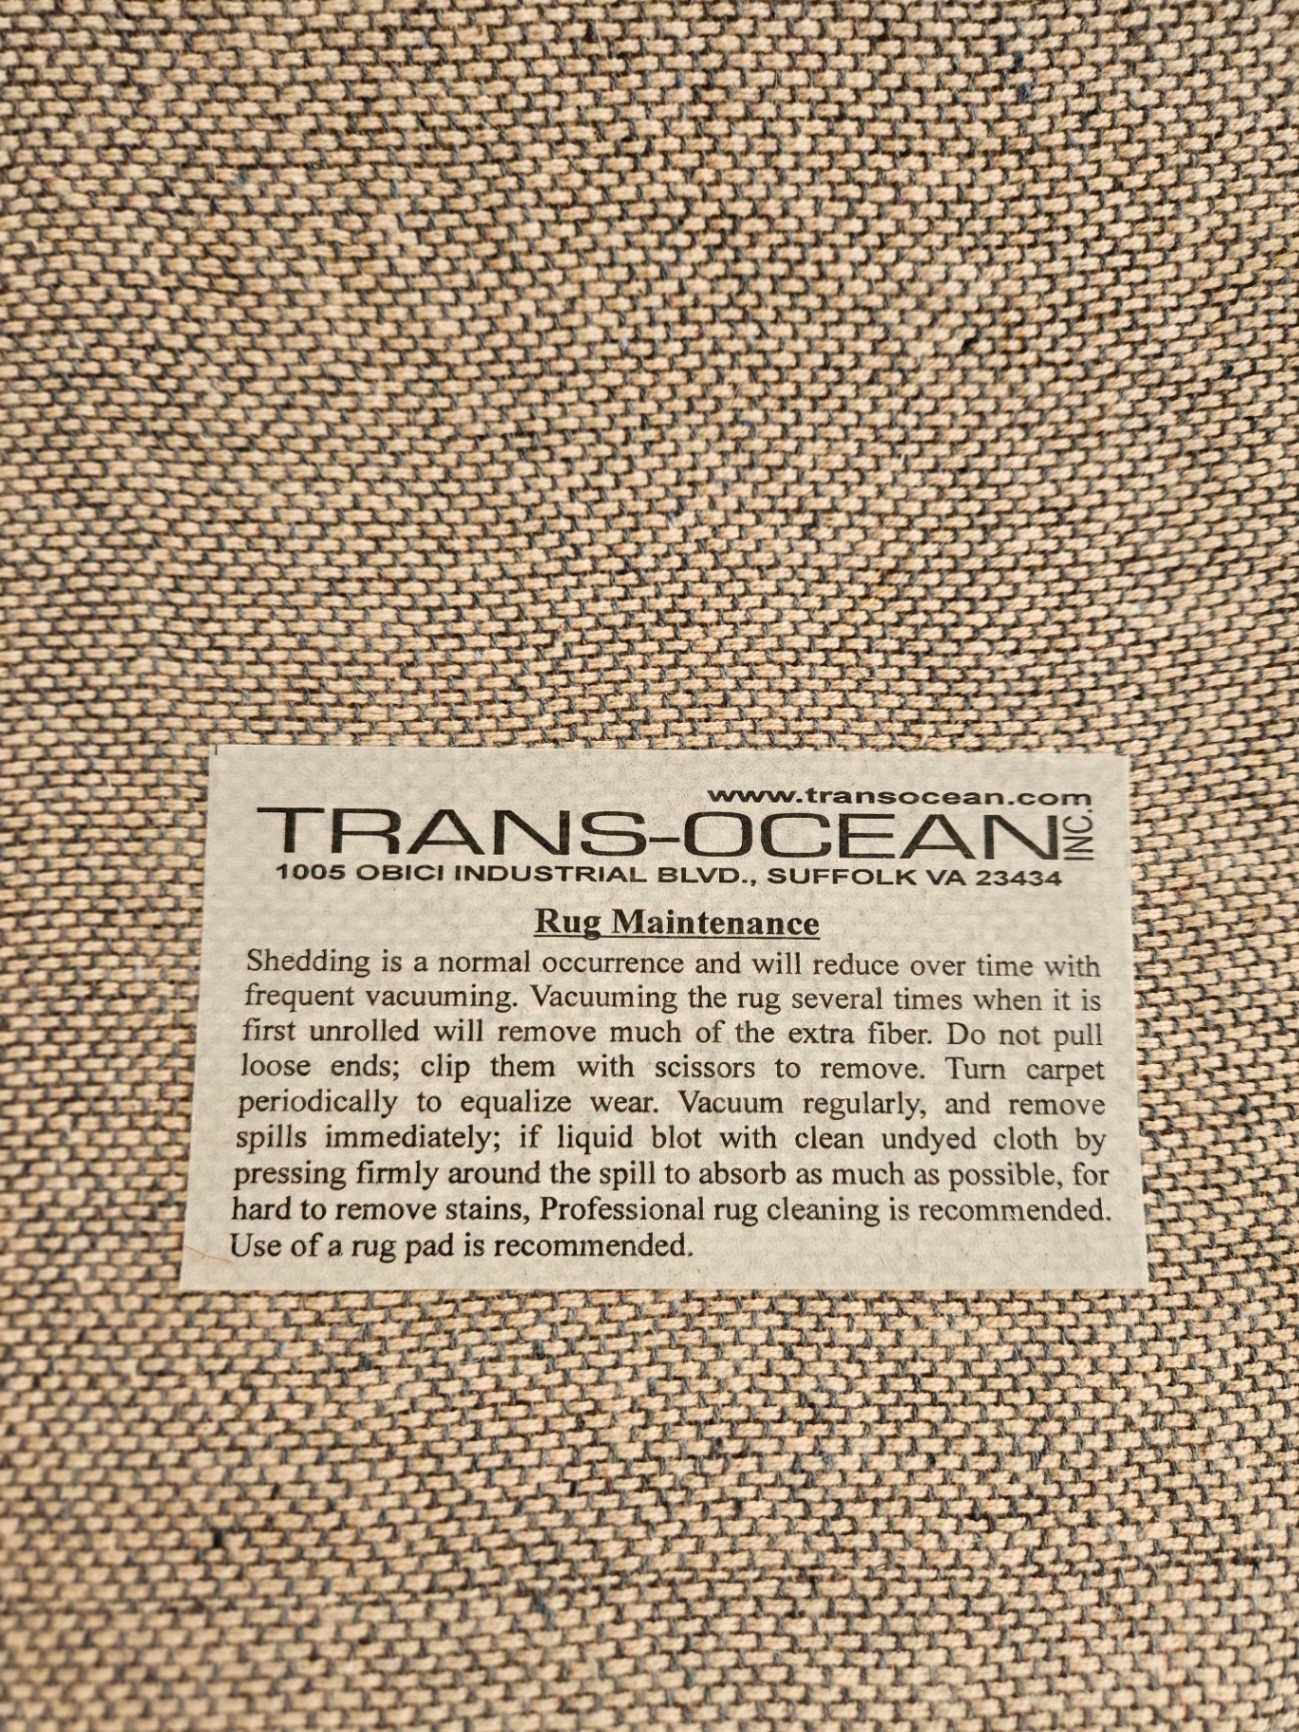 www.transocean.com
TRANS-OCEAN INC.
1005 OBICI INDUSTRIAL BLVD., SUFFOLK VA 23434
Rug Maintenance
Shedding is a normal occurrence and will reduce over time with
frequent vacuuming. Vacuuming the rug several times when it is
first unrolled will remove much of the extra fiber. Do not pull
loose ends; clip them with scissors to remove. Turn carpet
periodically to equalize wear. Vacuum regularly, and remove
spills immediately; if liquid blot with clean undyed cloth by
pressing firmly around the spill to absorb as much as possible, for
hard to remove stains, Professional rug cleaning is recommended.
Use of a rug pad is recommended.